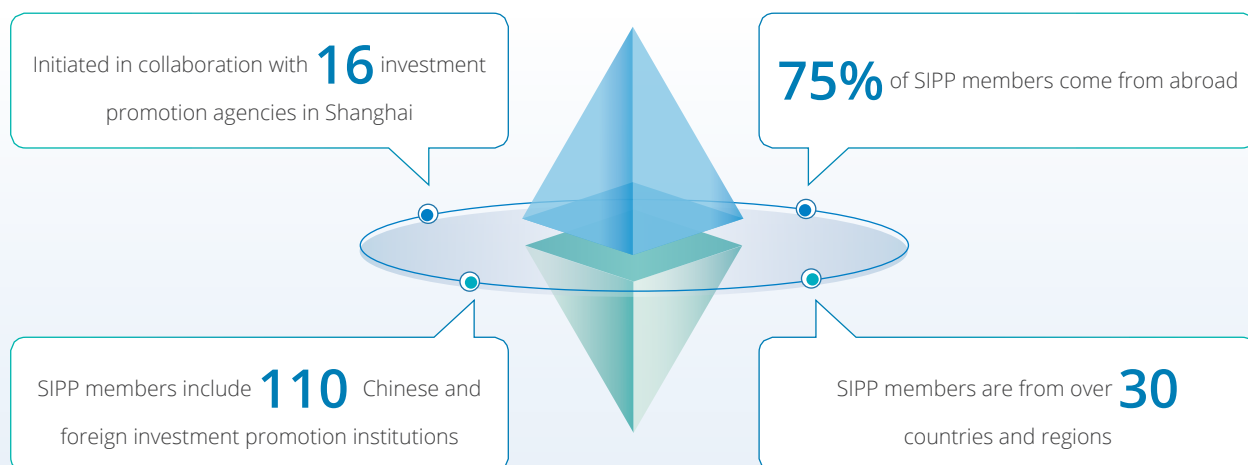 Initiated in collaboration with 16 investment
promotion agencies in Shanghai
75% of SIPP members come from abroad
SIPP members include 110 Chinese and
foreign investment promotion institutions
SIPP members are from over 30
countries and regions